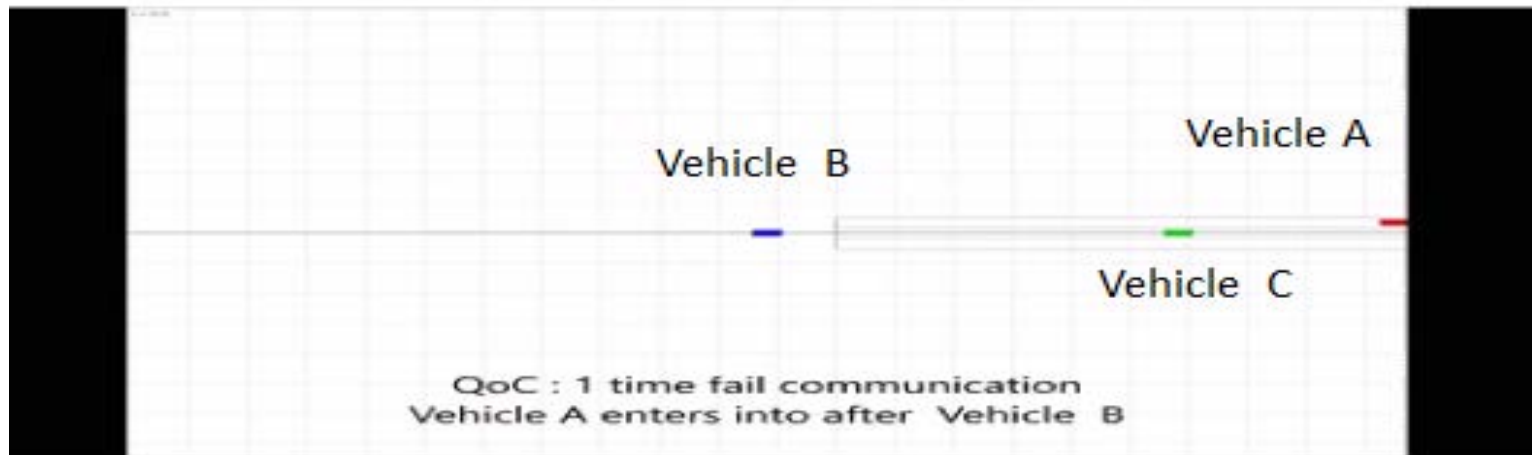 Vehicle A
Vehicle B
Vehicle C
QoC : 1 time fail communication
Vehicle A enters into after Vehicle B